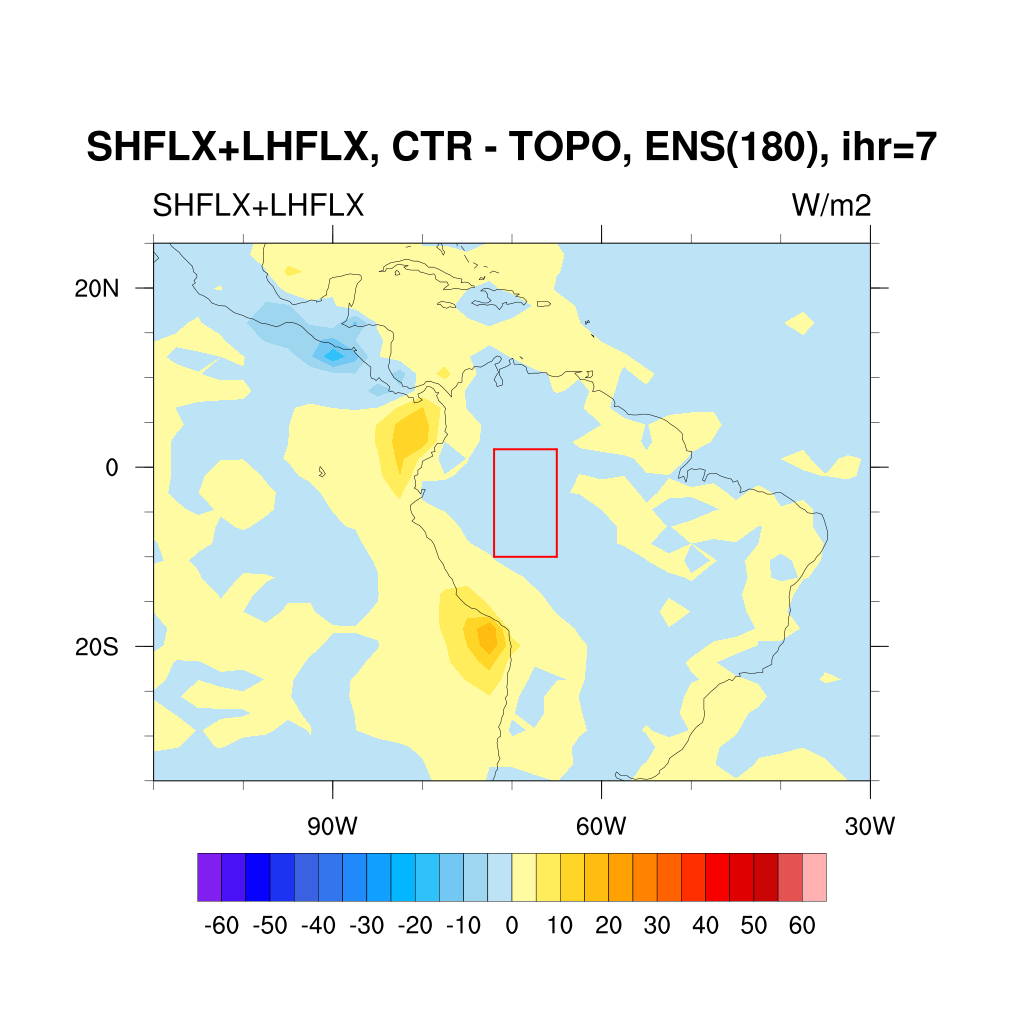 SHFLX+LHFLX, CTR - TOPO, ENS(180), ihr=7
SHFLX+LHFLX W/m2
20N
0
20S
90W 60W 30W
-60 -50 -40 -30 -20 -10 0 10 20 30 40 50 60